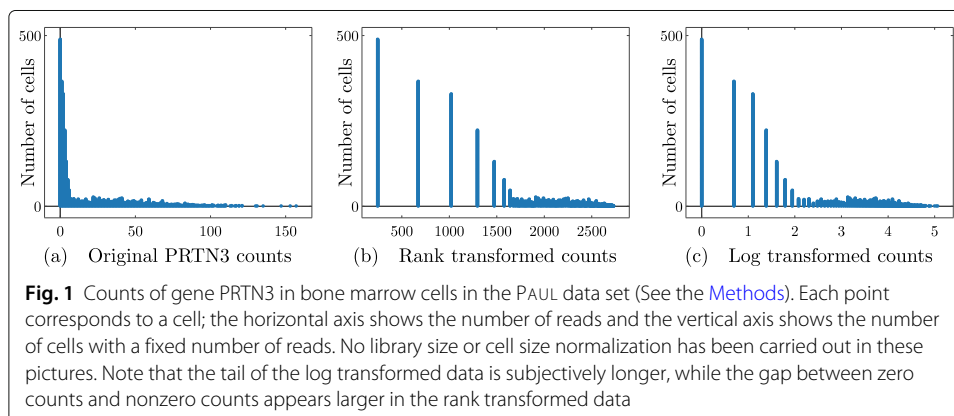 500
0
Number of cells
0 50 100 150
(a) Original PRTN3 counts
500
0
Number of cells
500 1000 1500 2000 2500
(b) Rank transformed counts
500
0
Number of cells
0 1 2 3 4 5
(c) Log transformed counts
Fig. 1 Counts of gene PRTN3 in bone marrow cells in the PAUL data set (See the Methods). Each point
corresponds to a cell; the horizontal axis shows the number of reads and the vertical axis shows the number
of cells with a fixed number of reads. No library size or cell size normalization has been carried out in these
pictures. Note that the tail of the log transformed data is subjectively longer, while the gap between zero
counts and nonzero counts appears larger in the rank transformed data